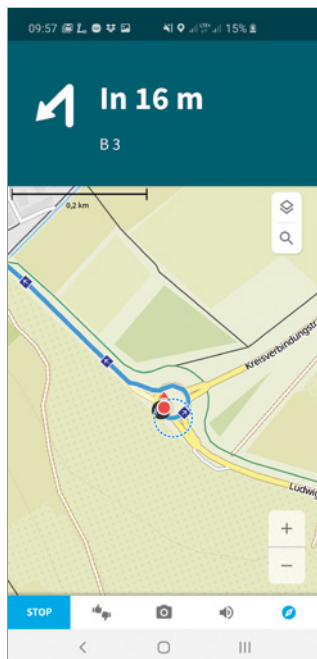 09:57 15%
In 16 m
B 3
0,2 km
Kreisverbindungstr
Ludwig
+
−
STOP